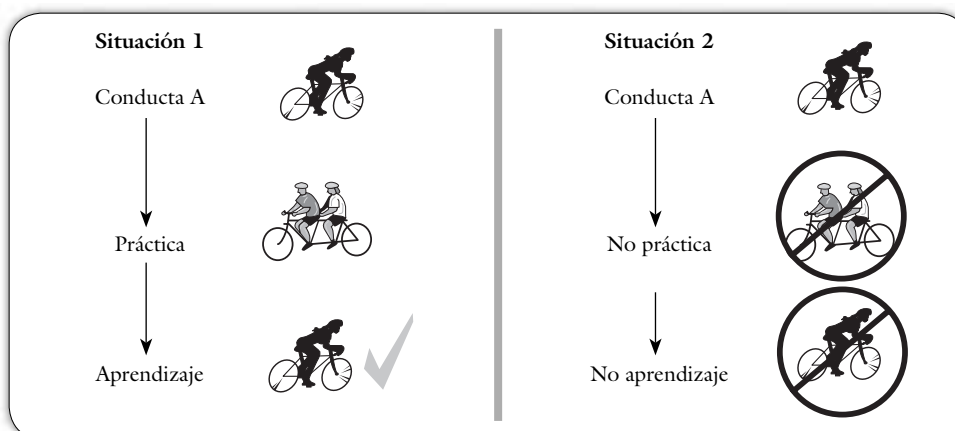 Situación 1
Conducta A
Práctica
Aprendizaje
Situación 2
Conducta A
No práctica
No aprendizaje